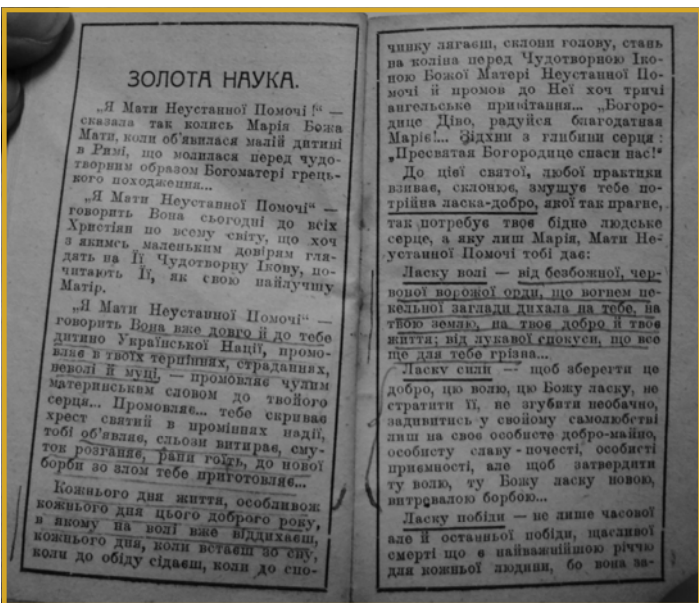 ЗОЛОТА НАУКА.
„Я Мати Неустанної Помочі!“ —
сказала так колись Марія Божа
Мати, коли об'явилася малій дитині
в Римі, що молилася перед чудо-
творним образом Богоматері грець-
кого походження...
„Я Мати Неустанної Помочі“ —
говорить Вона сьогодні до всіх
Християн по всьому світу, що хоч
з якимсь маленьким довірям гля-
дять на Її Чудотворну Ікону, по-
читають Її, як свою найлучшу
Матір.
„Я Мати Неустанної Помочі“ —
говорить Вона вже довго й до тебе
дитино Української Нації, промо-
вляє в твоїх терпіннях, страданнях,
неволі й муці, — промовляє чулим
материнським словом до твойого
серця... Промовляє... тебе скриває
хрест святий в проміннях надії,
тобі об'являє, сльози витирає, сму-
ток розганяє, рани гоїть, до нової
борби зо злом тебе приготовляє...
Кожнього дня життя, особливож
кожнього дня цього доброго року,
в якому на волі вже віддихаєш,
кожнього дня, коли встаєш зо сну,
коли до обіду сідаєш, коли до спо-
чинку лягаєш, склони голову, стань
на коліна перед Чудотворною Іко-
ною Божої Матері Неустанної По-
мочі й промов до Неї хоч тричі
ангельське привітання... „Богоро-
дице Діво, радуйся благодатная
Маріє!... Зідхни з глибини серця:
„Пресвятая Богородице спаси нас!“
До цієї святої, любої практики
взиває, склонює, змушує тебе по-
трійна ласка-добро, якої так прагне,
так потребує твоє бідне людське
серце, а яку лиш Марія, Мати Не-
устанної Помочі тобі дає:
Ласку волі — від безбожної, чер-
воної ворожої орди, що вогнем пе-
кельної заглади дихала на тебе, на
твою землю, на твоє добро й твоє
життя; від лукавої спокуси, що все
ще для тебе грізна...
Ласку сили — щоб зберегти це
добро, цю волю, цю Божу ласку, не
стратити її, не згубити необачно,
задивитись у свойому самолюбстві
лиш на своє особисте добро-майно,
особисту славу-почесті, особисті
приємності, але щоб затвердити
ту волю, ту Божу ласку новою,
витревалою борбою...
Ласку побіди — не лише часової
але й останньої побіди, щасливої
смерті що є найважнійшою річчю
для кожньої людини, бо вона за-